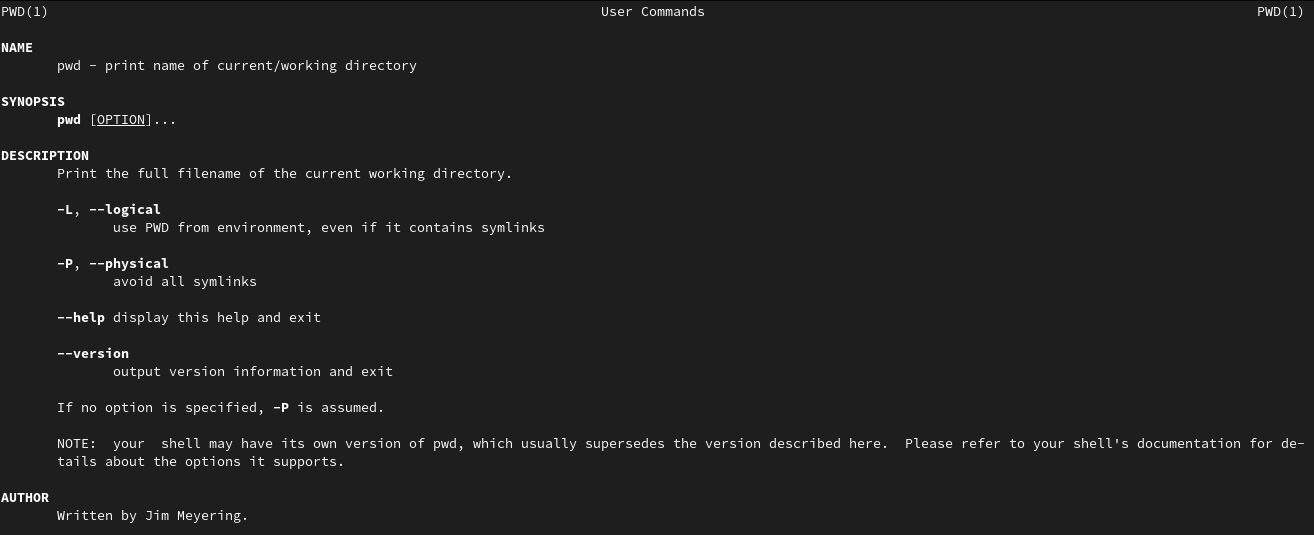 PWD(1) User Commands PWD(1)
NAME
pwd - print name of current/working directory
SYNOPSIS
pwd [OPTION]...
DESCRIPTION
Print the full filename of the current working directory.
-L, --logical
use PWD from environment, even if it contains symlinks
-P, --physical
avoid all symlinks
--help display this help and exit
--version
output version information and exit
If no option is specified, -P is assumed.
NOTE:  your  shell may have its own version of pwd, which usually supersedes the version described here.  Please refer to your shell's documentation for de-
tails about the options it supports.
AUTHOR
Written by Jim Meyering.